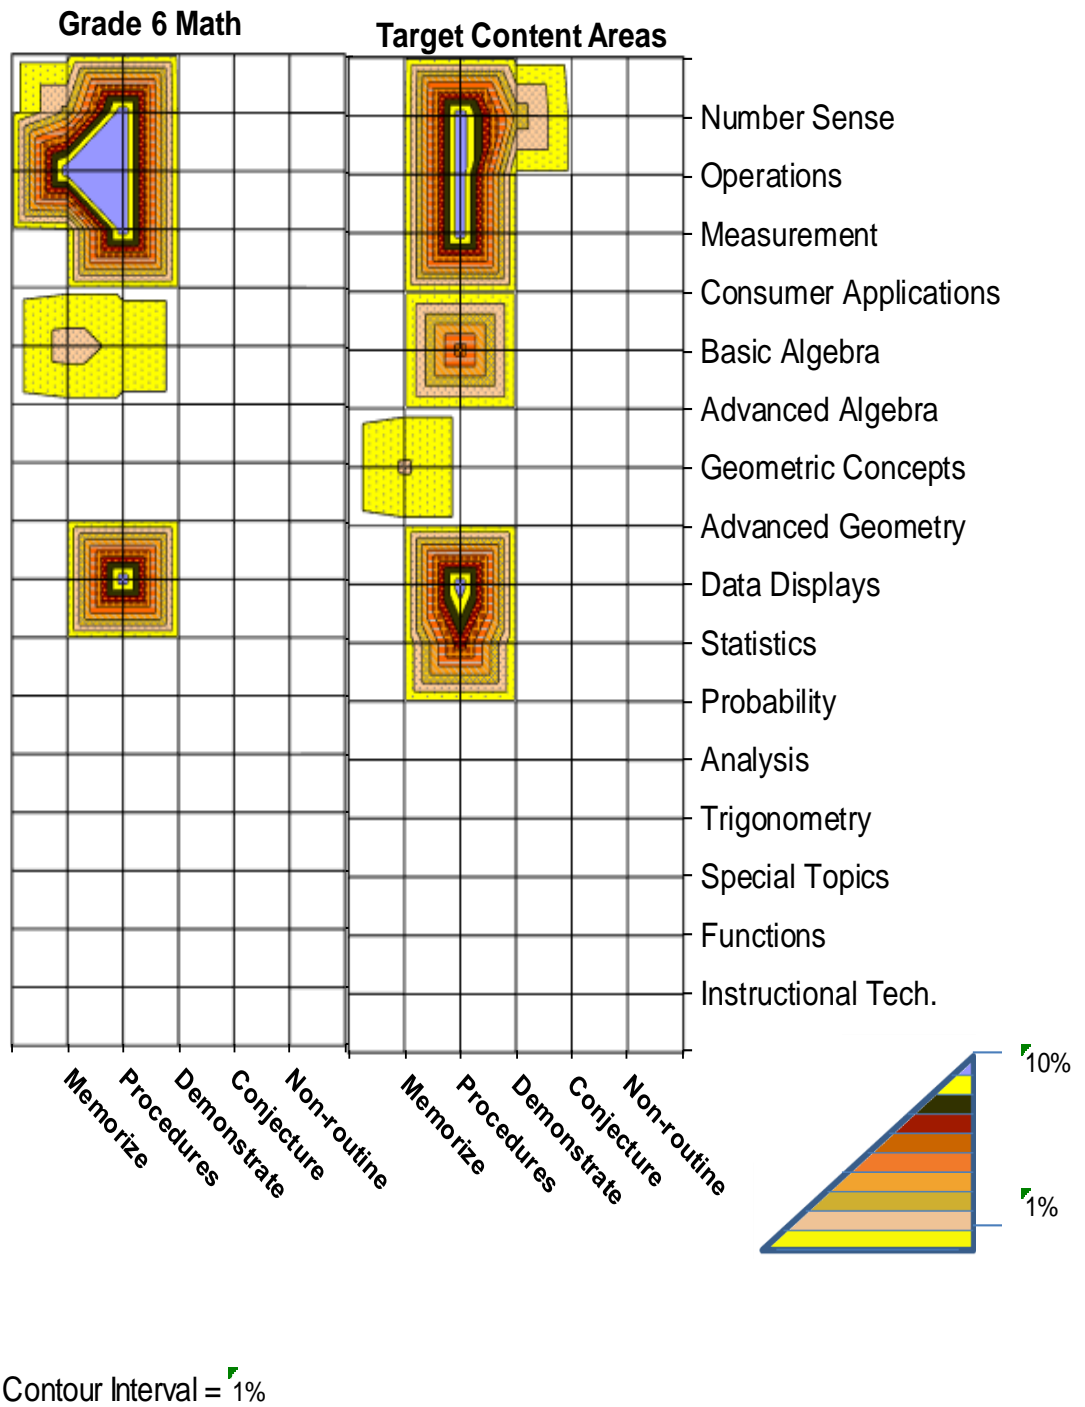 Grade 6 Math
Target Content Areas
Number Sense
Operations
Measurement
Consumer Applications
Basic Algebra
Advanced Algebra
Geometric Concepts
Advanced Geometry
Data Displays
Statistics
Probability
Analysis
Trigonometry
Special Topics
Functions
Instructional Tech.
Memorize
Procedures
Demonstrate
Conjecture
Non-routine
Memorize
Procedures
Demonstrate
Conjecture
Non-routine
10%
1%
Contour Interval = 1%